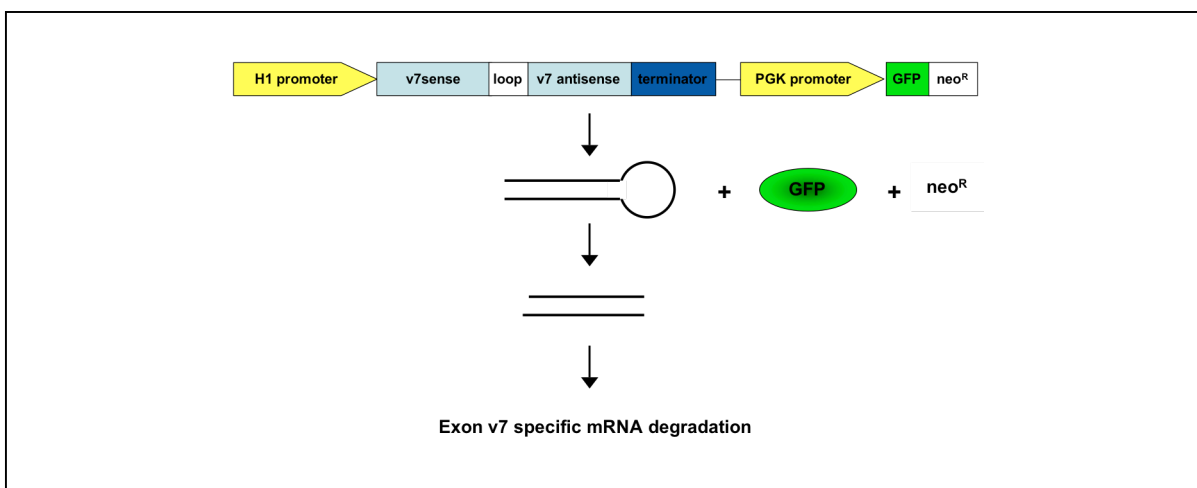 H1 promoter v7sense loop v7 antisense terminator PGK promoter GFP neoR
+ GFP + neoR
Exon v7 specific mRNA degradation